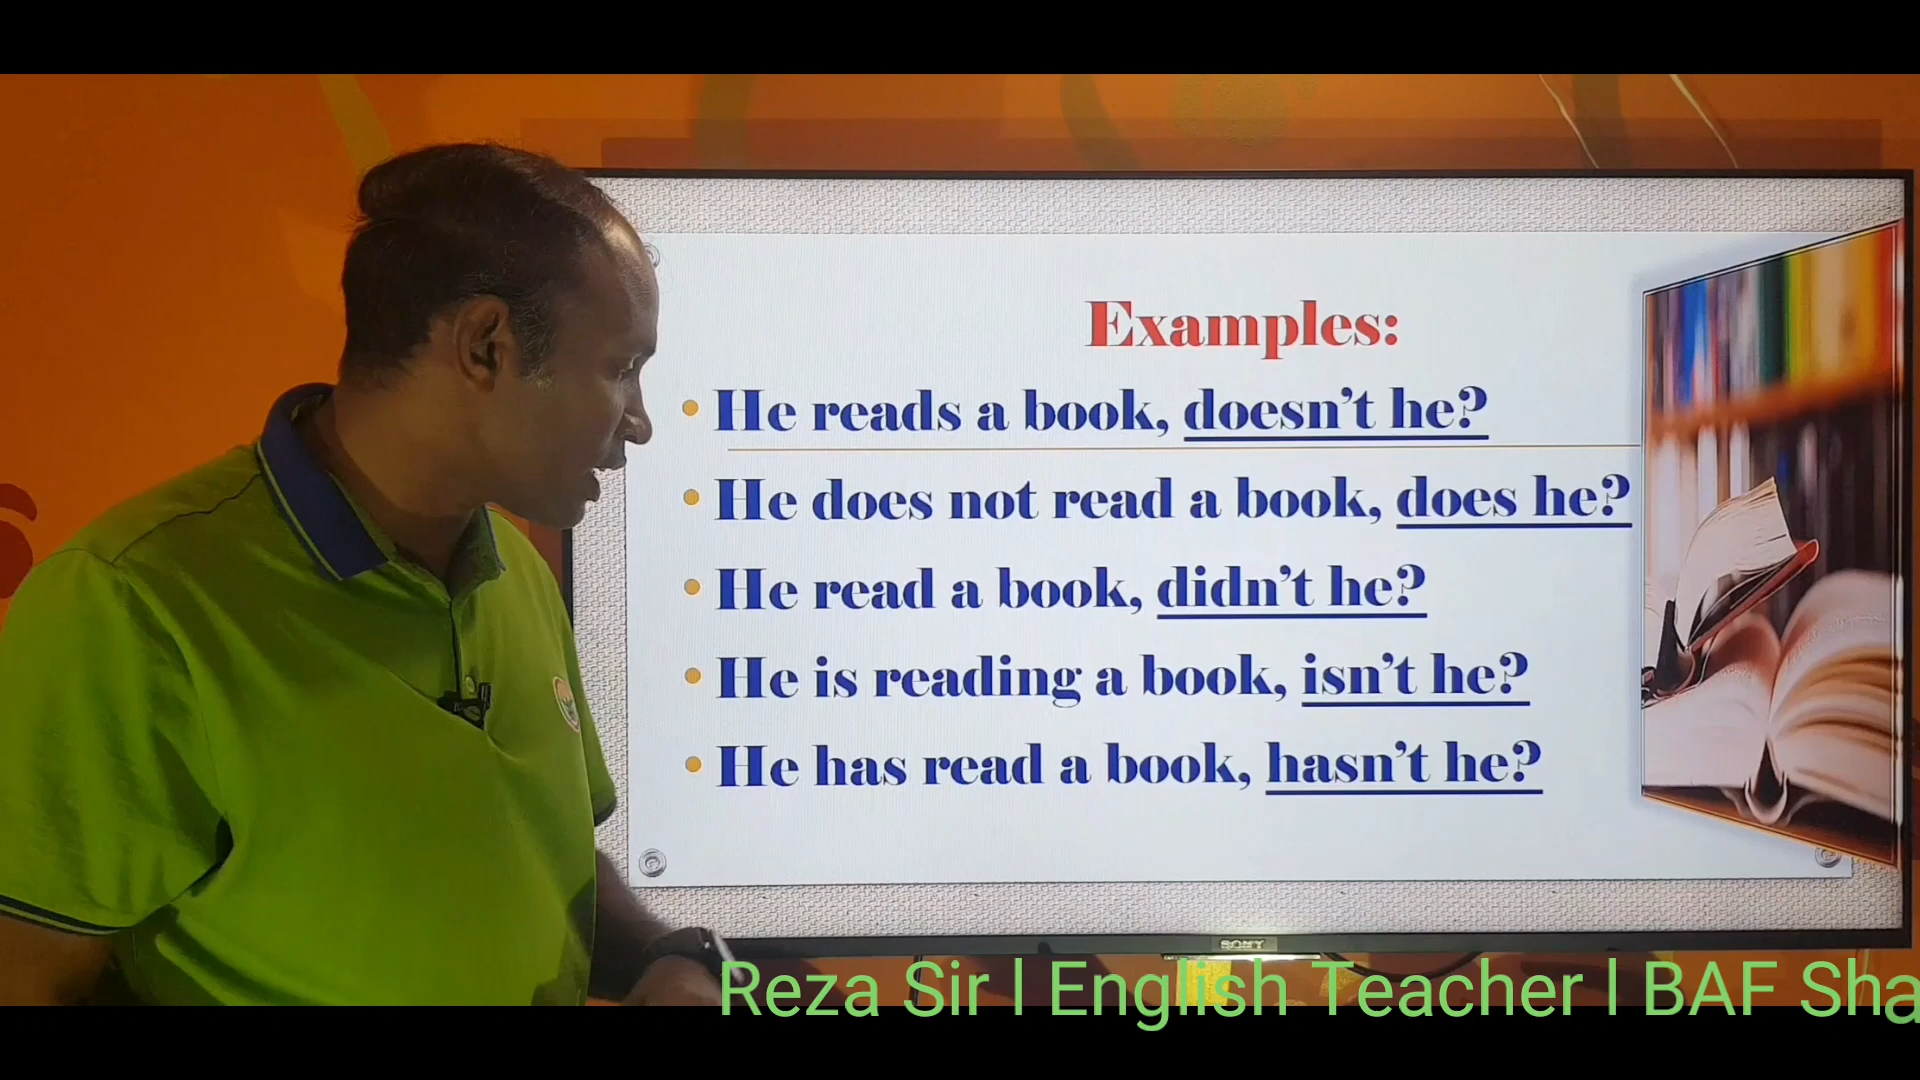 Examples:
He reads a book, doesn't he?
He does not read a book, does he?
He read a book, didn't he?
He is reading a book, isn't he?
He has read a book, hasn't he?
SONY
Reza Sir l English Teacher l BAF Sha